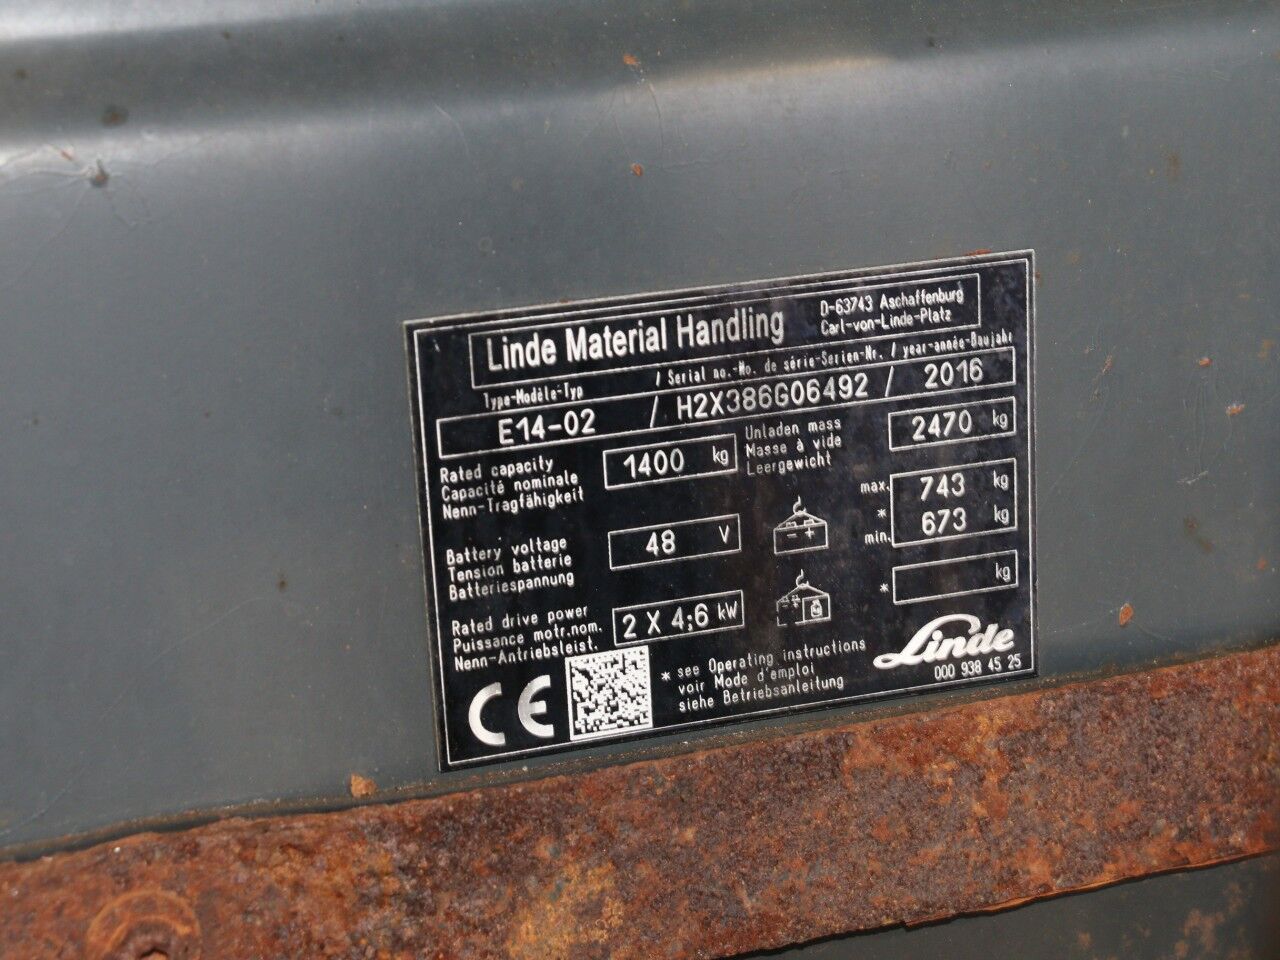 Linde Material Handling
D-63743 Aschaffenburg
Carl-von-Linde-Platz
Type-Modèle-Typ / Serial no.-No. de série-Serien-Nr. / year-année-Baujahr
E14-02 / H2X386G06492 / 2016
Rated capacity
Capacité nominale
Nenn-Tragfähigkeit
1400 kg
Unladen mass
Masse à vide
Leergewicht
2470 kg
Battery voltage
Tension batterie
Batteriespannung
48 V
max. 743 kg
*
min. 673 kg
Rated drive power
Puissance motr.nom.
Nenn-Antriebsleist.
2 X 4;6 kW
* kg
CE
* see Operating instructions
voir Mode d'emploi
siehe Betriebsanleitung
Linde
000 938 45 25